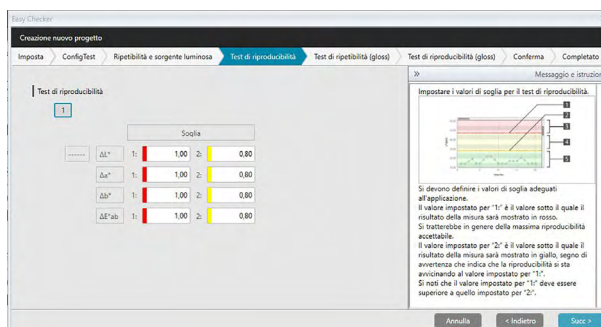 Easy Checker
Creazione nuovo progetto
Imposta ConfigTest Ripetibilità e sorgente luminosa Test di riproducibilità Test di ripetibilità (gloss) Test di riproducibilità (gloss) Conferma Completato
» Messaggio e istruzion
Test di riproducibilità
1
Soglia
------ ΔL* 1: 1,00 2: 0,80
Δa* 1: 1,00 2: 0,80
Δb* 1: 1,00 2: 0,80
ΔE*ab 1: 1,00 2: 0,80
Impostare i valori di soglia per il test di riproducibilità.
1
2
3
4
5
Si devono definire i valori di soglia adeguati
all'applicazione.
Il valore impostato per "1:" è il valore sotto il quale il
risultato della misura sarà mostrato in rosso.
Si tratterebbe in genere della massima riproducibilità
accettabile.
Il valore impostato per "2:" è il valore sotto il quale il
risultato della misura sarà mostrato in giallo, segno di
avvertenza che indica che la riproducibilità si sta
avvicinando al valore impostato per "1:".
Si noti che il valore impostato per "1:" deve essere
superiore a quello impostato per "2:".
Annulla < Indietro Succ >